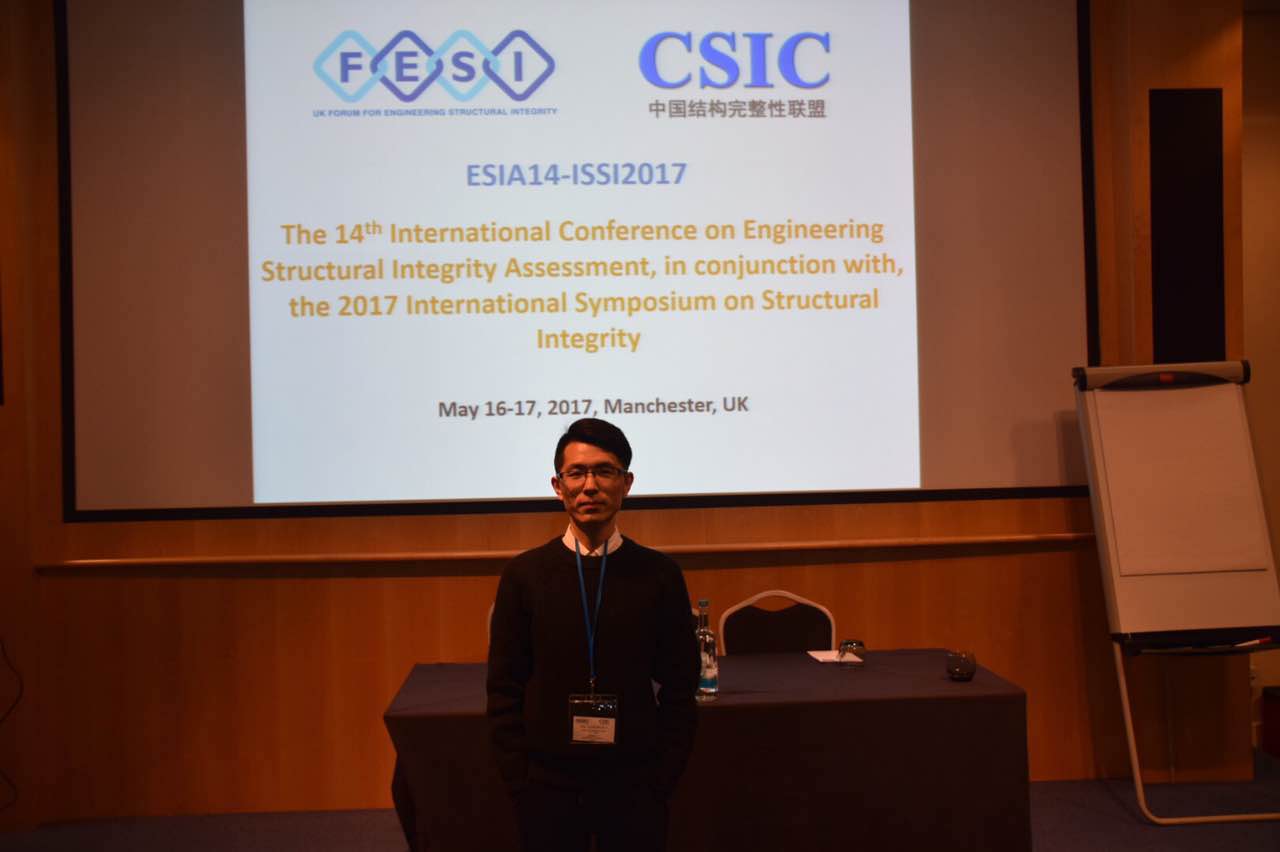 FESI
CSIC
UK FORUM FOR ENGINEERING STRUCTURAL INTEGRITY
中国结构完整性联盟
ESIA14-ISSI2017
The 14th International Conference on Engineering
Structural Integrity Assessment, in conjunction with,
the 2017 International Symposium on Structural
Integrity
May 16-17, 2017, Manchester, UK